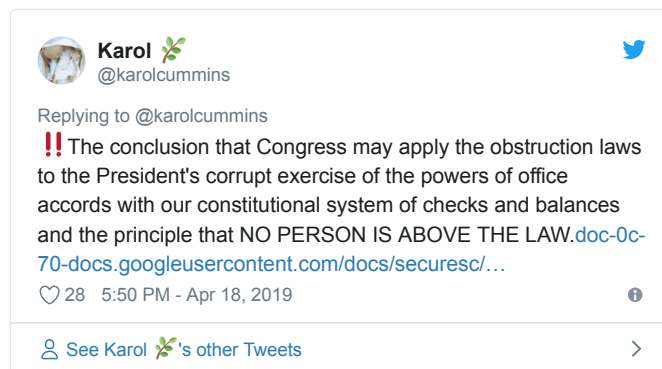 Karol 🌿
@karolcummins
Replying to @karolcummins
‼️The conclusion that Congress may apply the obstruction laws
to the President's corrupt exercise of the powers of office
accords with our constitutional system of checks and balances
and the principle that NO PERSON IS ABOVE THE LAW.doc-0c-
70-docs.googleusercontent.com/docs/securesc/…
28 5:50 PM - Apr 18, 2019
See Karol 🌿's other Tweets